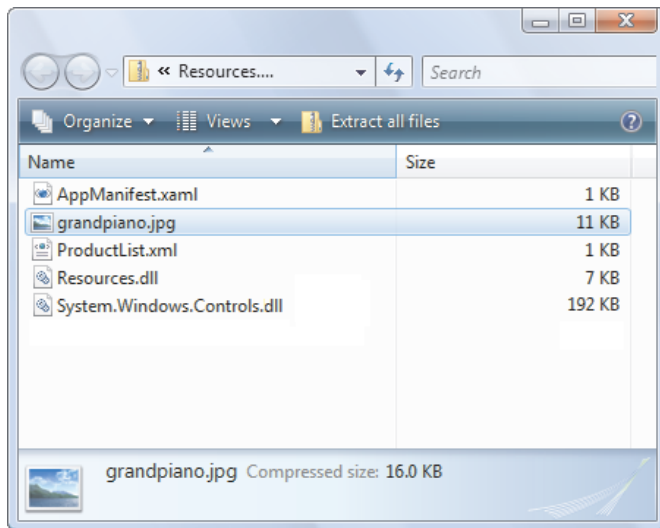 « Resources.... Search
Organize Views Extract all files
Name Size
AppManifest.xaml 1 KB
grandpiano.jpg 11 KB
ProductList.xml 1 KB
Resources.dll 7 KB
System.Windows.Controls.dll 192 KB
grandpiano.jpg Compressed size: 16.0 KB